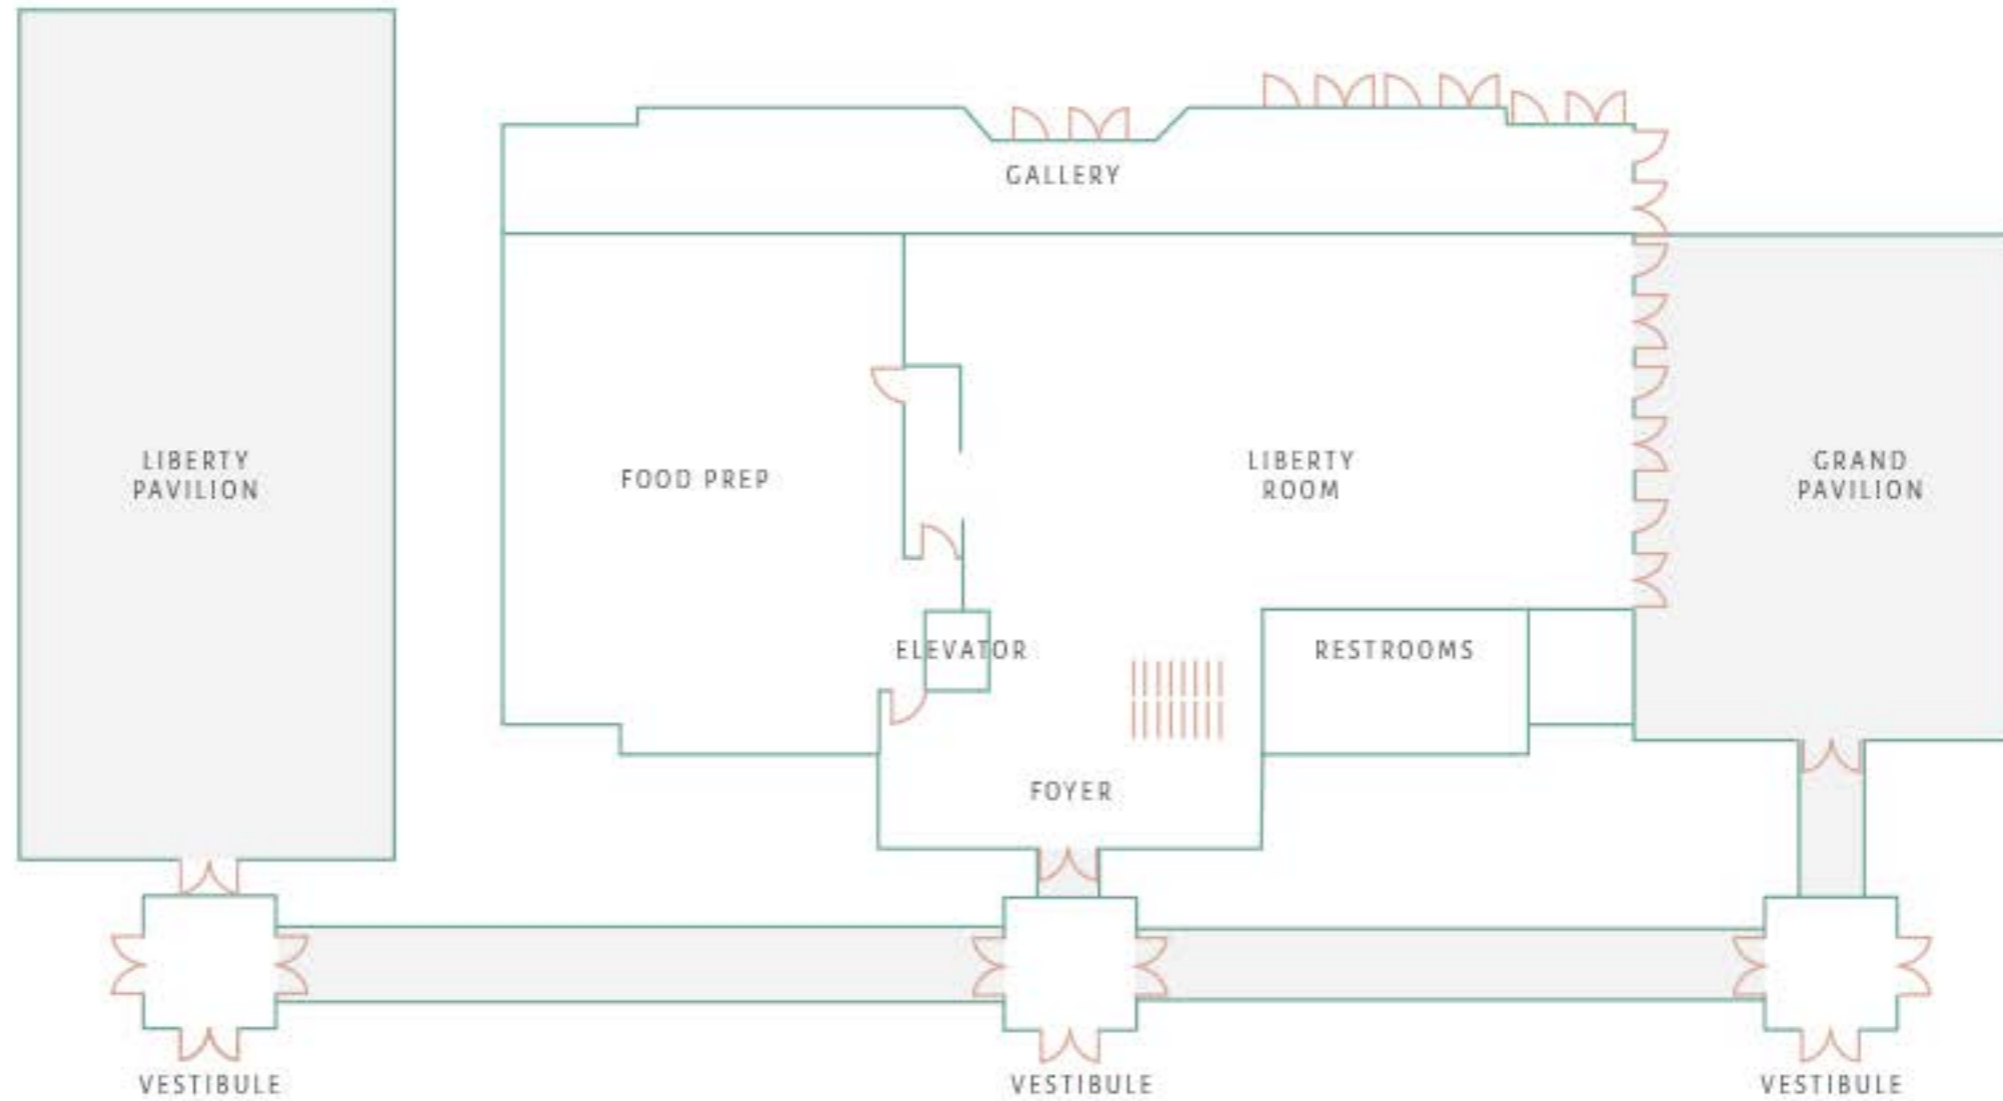 GALLERY
LIBERTY
PAVILION
FOOD PREP
LIBERTY
ROOM
GRAND
PAVILION
ELEVATOR
RESTROOMS
FOYER
VESTIBULE
VESTIBULE
VESTIBULE